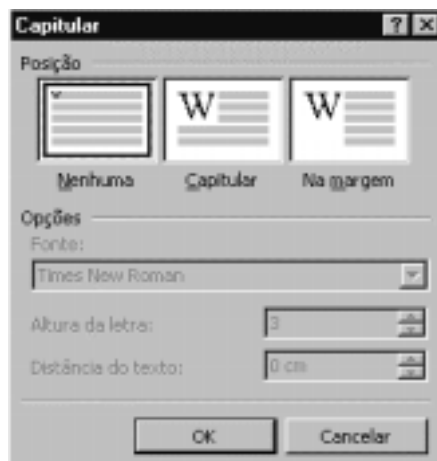 Capitular
Posição
W W W
Nenhuma Capitular Na margem
Opções
Fonte:
Times New Roman
Altura da letra: 3
Distância do texto: 0 cm
OK Cancelar